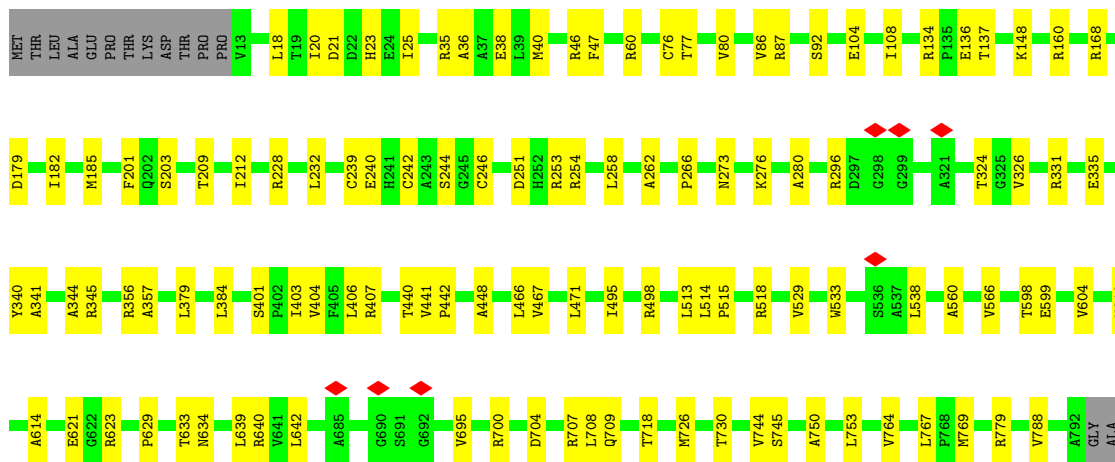 MET THR LEU ALA GLU PRO THR LYS ASP THR PRO PRO V13 L18 T19 I20 D21 D22 H23 E24 I25 R35 A36 A37 E38 L39 M40 R46 F47 R60 C76 T77 V80 V86 R87 S92 E104 I108 R134 P135 E136 T137 K148 R160 R168
D179 I182 M185 F201 Q202 S203 T209 I212 R228 L232 C239 E240 H241 C242 A243 S244 G245 C246 D251 H252 R253 R254 L258 A262 P266 N273 K276 A280 R296 D297 G298 G299 A321 T324 G325 V326 R331 E335
Y340 A341 A344 R345 R356 A357 L379 L384 S401 P402 I403 V404 F405 L406 R407 T440 V441 P442 A448 L466 V467 L471 I495 R498 L513 L514 P515 R518 V529 W533 S536 A537 L538 A560 V566 T598 E599 V604
A614 E621 G622 R623 P629 T633 N634 L639 R640 V641 L642 A685 G690 S691 G692 V695 R700 D704 R707 L708 Q709 T718 M726 T730 V744 S745 A750 L753 V764 L767 P768 M769 R779 V788 A792 GLY ALA